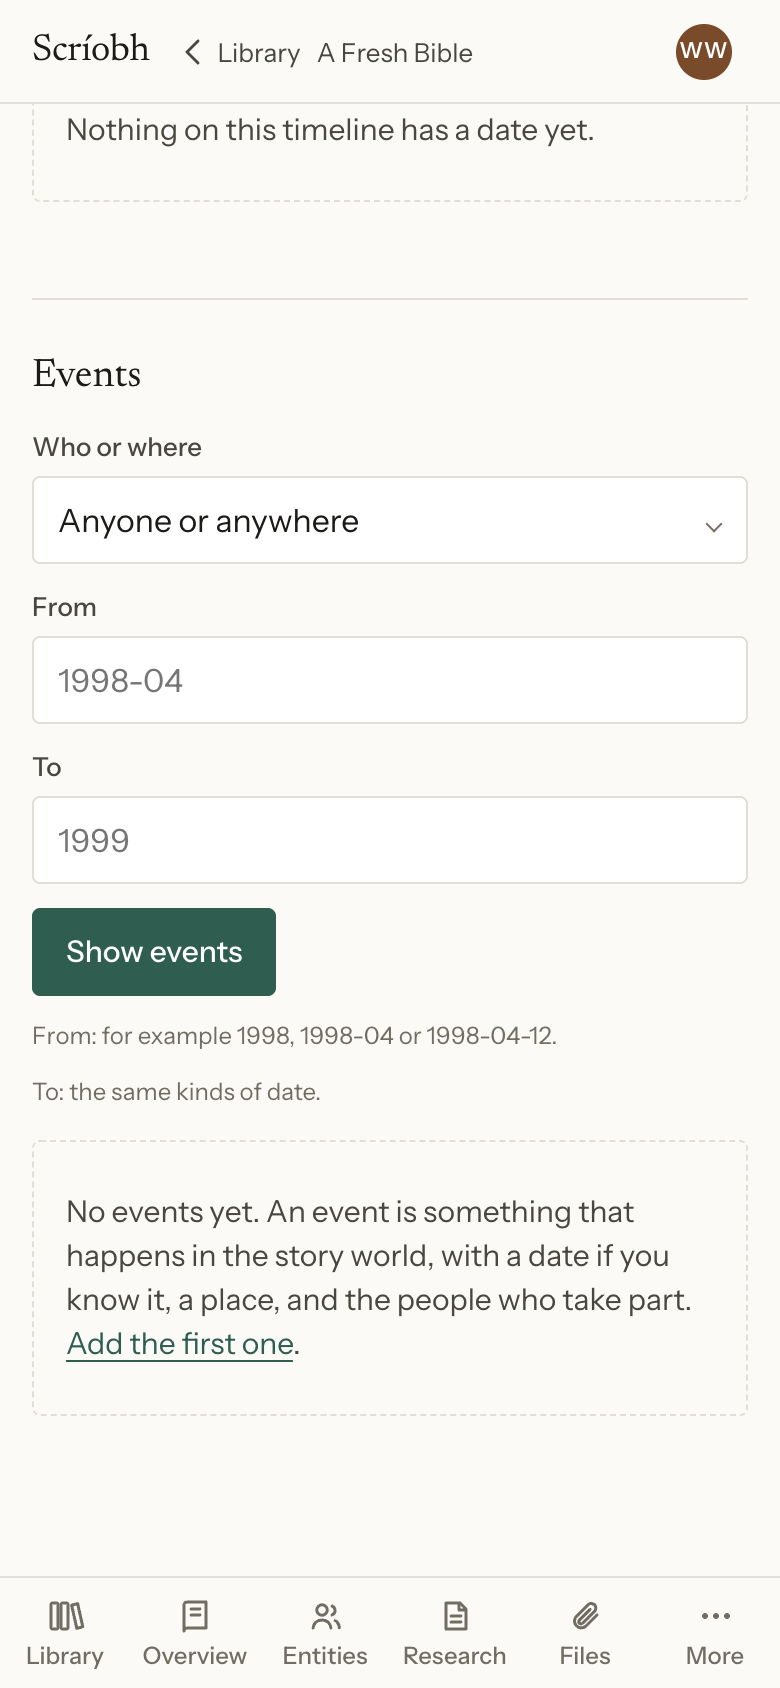 Scríobh
Library A Fresh Bible
WW
Nothing on this timeline has a date yet.
Events
Who or where
Anyone or anywhere
From
1998-04
To
1999
Show events
From: for example 1998, 1998-04 or 1998-04-12.
To: the same kinds of date.
No events yet. An event is something that
happens in the story world, with a date if you
know it, a place, and the people who take part.
Add the first one.
Library Overview Entities Research Files More